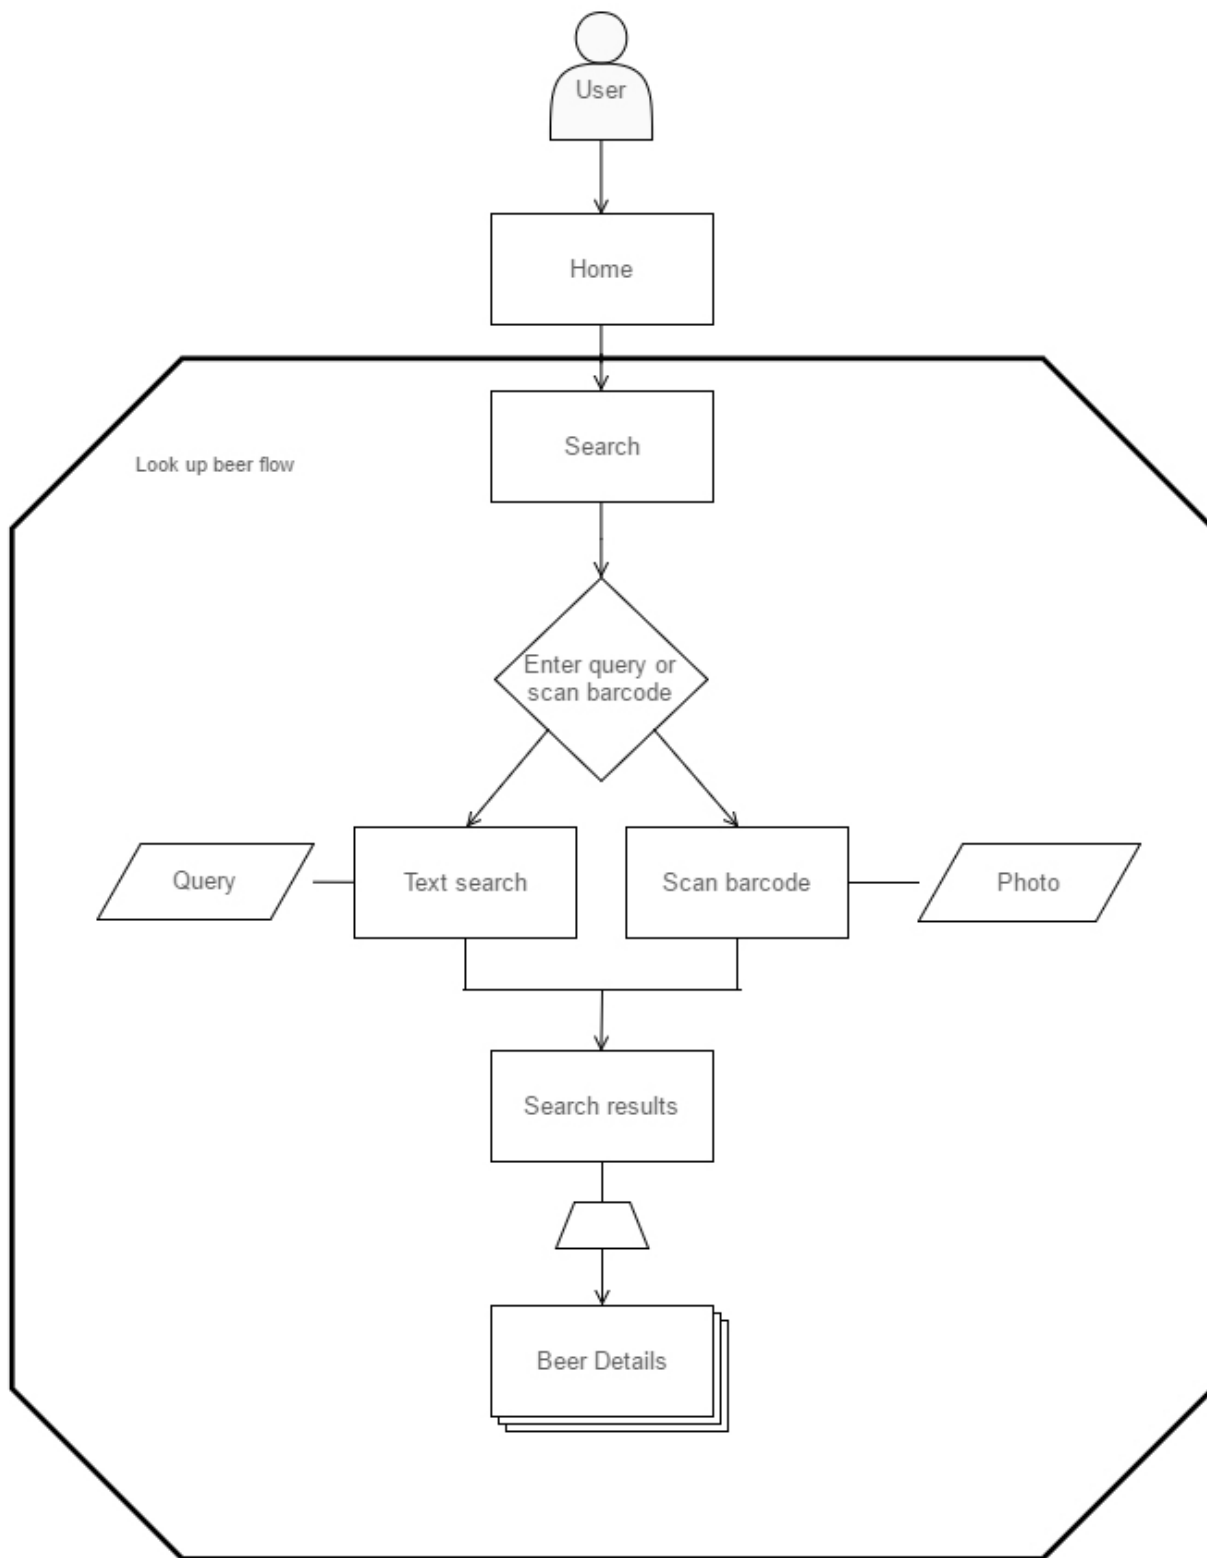 User
Home
Search
Look up beer flow
Enter query or
scan barcode
Query
Text search
Scan barcode
Photo
Search results
Beer Details